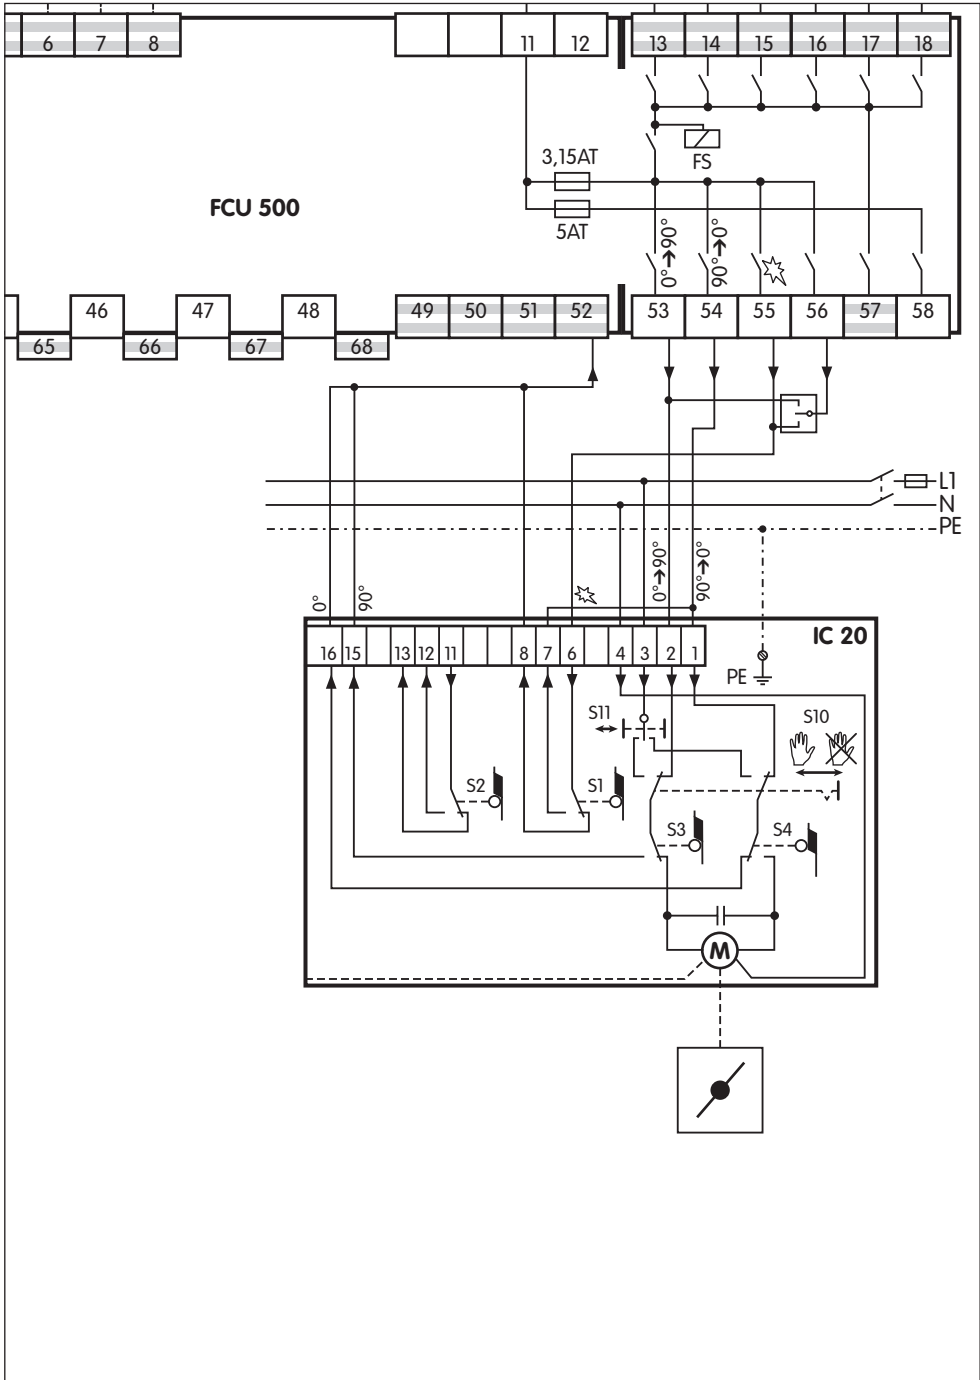 6 7 8 11 12 13 14 15 16 17 18
3,15AT
FS
FCU 500
5AT
0°➔90°
90°➔0°
46 47 48 49 50 51 52 53 54 55 56 57 58
65 66 67 68
L1
N
PE
0°
90°
0°➔90°
90°➔0°
IC 20
16 15 13 12 11 8 7 6 4 3 2 1
PE
S11
S10
S2
S1
S3
S4
M